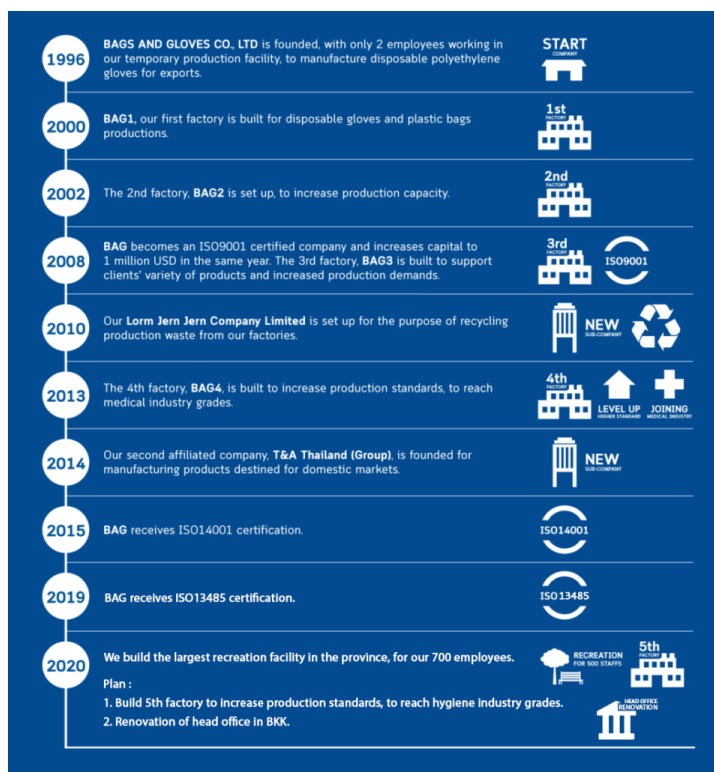 1996
BAGS AND GLOVES CO., LTD is founded, with only 2 employees working in
our temporary production facility, to manufacture disposable polyethylene
gloves for exports.
START
COMPANY
2000
BAG1, our first factory is built for disposable gloves and plastic bags
productions.
1st
FACTORY
2002
The 2nd factory, BAG2 is set up, to increase production capacity.
2nd
FACTORY
2008
BAG becomes an ISO9001 certified company and increases capital to
1 million USD in the same year. The 3rd factory, BAG3 is built to support
clients' variety of products and increased production demands.
3rd
FACTORY
ISO9001
2010
Our Lorm Jern Jern Company Limited is set up for the purpose of recycling
production waste from our factories.
NEW
SUB-COMPANY
2013
The 4th factory, BAG4, is built to increase production standards, to reach
medical industry grades.
4th
FACTORY
LEVEL UP
HIGHER STANDARD
JOINING
MEDICAL INDUSTRY
2014
Our second affiliated company, T&A Thailand (Group), is founded for
manufacturing products destined for domestic markets.
NEW
SUB-COMPANY
2015
BAG receives ISO14001 certification.
ISO14001
2019
BAG receives ISO13485 certification.
ISO13485
2020
We build the largest recreation facility in the province, for our 700 employees.
Plan :
1. Build 5th factory to increase production standards, to reach hygiene industry grades.
2. Renovation of head office in BKK.
RECREATION
FOR 500 STAFFS
5th
FACTORY
HEAD OFFICE
RENOVATION